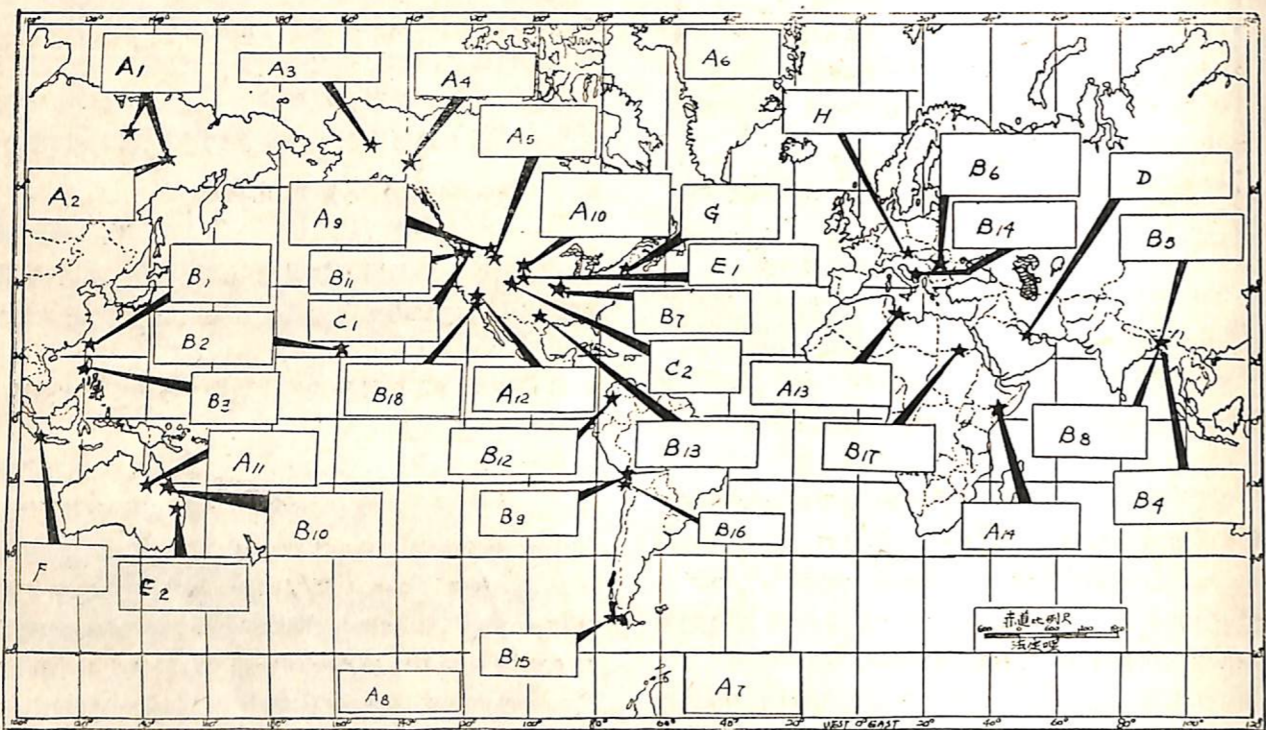 A1
A3
A4
A6
A5
H
B6
D
A2
A9
A10
G
B14
B5
B1
B11
E1
B2
C1
B7
B3
B18
A12
C2
A13
B8
A11
B12
B13
B17
B4
B10
B9
B16
A14
F
E2
赤道比例尺
B15
A8
A7
WEST 0° EAST